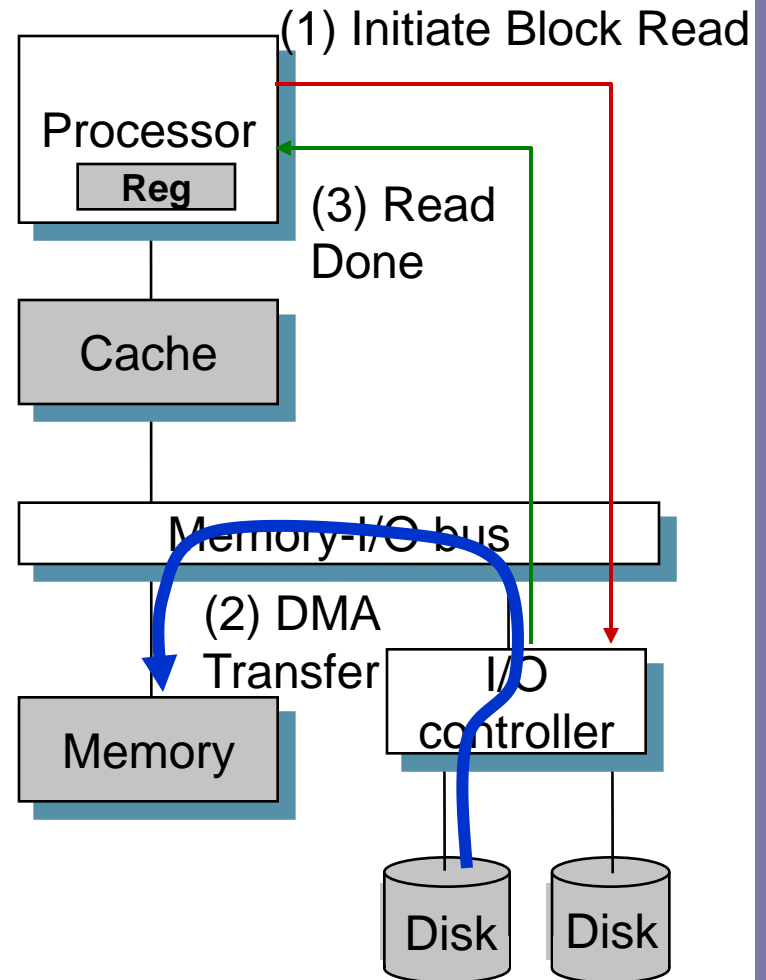 (1) Initiate Block Read
Processor
Reg
(3) Read
Done
Cache
Memory-I/O bus
(2) DMA
Transfer
I/O
controller
Memory
Disk
Disk